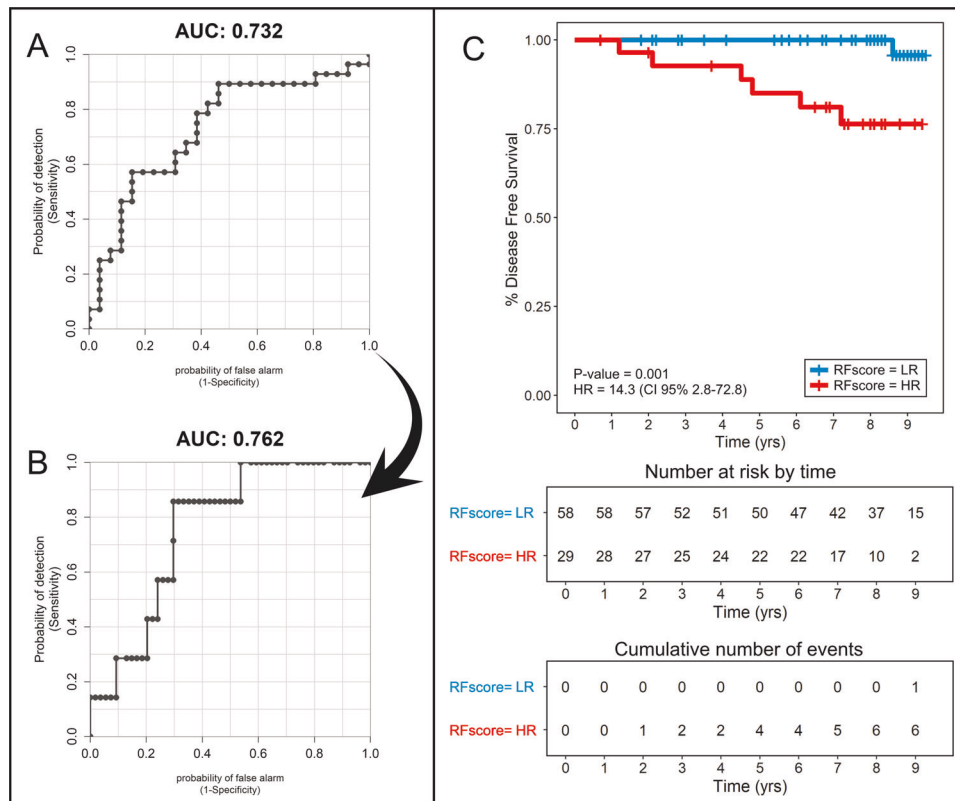 A
AUC: 0.732
Probability of detection
(Sensitivity)
1.0
0.8
0.6
0.4
0.2
0.0
0.0 0.2 0.4 0.6 0.8 1.0
probability of false alarm
(1-Specificity)
B
AUC: 0.762
Probability of detection
(Sensitivity)
1.0
0.8
0.6
0.4
0.2
0.0
0.0 0.2 0.4 0.6 0.8 1.0
probability of false alarm
(1-Specificity)
C
% Disease Free Survival
1.00
0.75
0.50
0.25
0.00
P-value = 0.001
HR = 14.3 (CI 95% 2.8-72.8)
RFscore = LR
RFscore = HR
0 1 2 3 4 5 6 7 8 9
Time (yrs)
Number at risk by time
RFscore= LR 58 58 57 52 51 50 47 42 37 15
RFscore= HR 29 28 27 25 24 22 22 17 10 2
0 1 2 3 4 5 6 7 8 9
Time (yrs)
Cumulative number of events
RFscore= LR 0 0 0 0 0 0 0 0 0 1
RFscore= HR 0 0 1 2 2 4 4 5 6 6
0 1 2 3 4 5 6 7 8 9
Time (yrs)